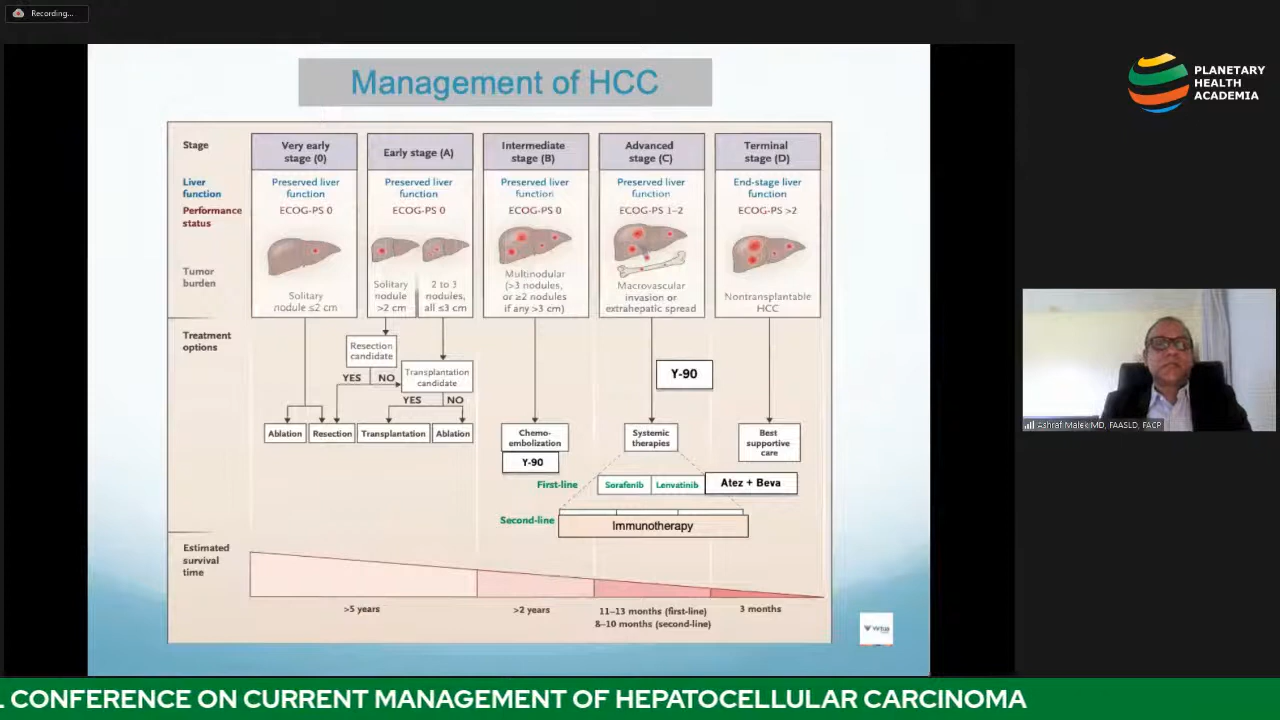 Recording...
PLANETARY
HEALTH
ACADEMIA
Management of HCC
Stage
Very early
stage (0)
Early stage (A)
Intermediate
stage (B)
Advanced
stage (C)
Terminal
stage (D)
Liver
function
Preserved liver
function
Preserved liver
function
Preserved liver
function
Preserved liver
function
End-stage liver
function
Performance
status
ECOG-PS 0
ECOG-PS 0
ECOG-PS 0
ECOG-PS 1–2
ECOG-PS >2
Tumor
burden
Solitary
nodule ≤2 cm
Solitary
nodule
>2 cm
2 to 3
nodules,
all ≤3 cm
Multinodular
(>3 nodules,
or ≥2 nodules
if any >3 cm)
Macrovascular
invasion or
extrahepatic spread
Nontransplantable
HCC
Treatment
options
Resection
candidate
YES
NO
Transplantation
candidate
YES
NO
Ablation
Resection
Transplantation
Ablation
Chemo-
embolization
Y-90
Y-90
Systemic
therapies
Best
supportive
care
First-line
Sorafenib
Lenvatinib
Atez + Beva
Second-line
Immunotherapy
Estimated
survival
time
>5 years
>2 years
11–13 months (first-line)
8–10 months (second-line)
3 months
Ashraf Malek MD, FAASLD, FACP
CONFERENCE ON CURRENT MANAGEMENT OF HEPATOCELLULAR CARCINOMA